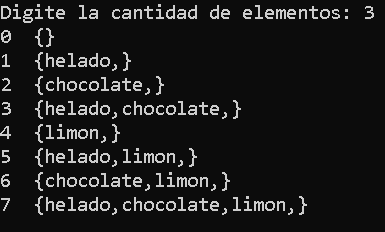 Digite la cantidad de elementos: 3
0  {}
1  {helado,}
2  {chocolate,}
3  {helado,chocolate,}
4  {limon,}
5  {helado,limon,}
6  {chocolate,limon,}
7  {helado,chocolate,limon,}